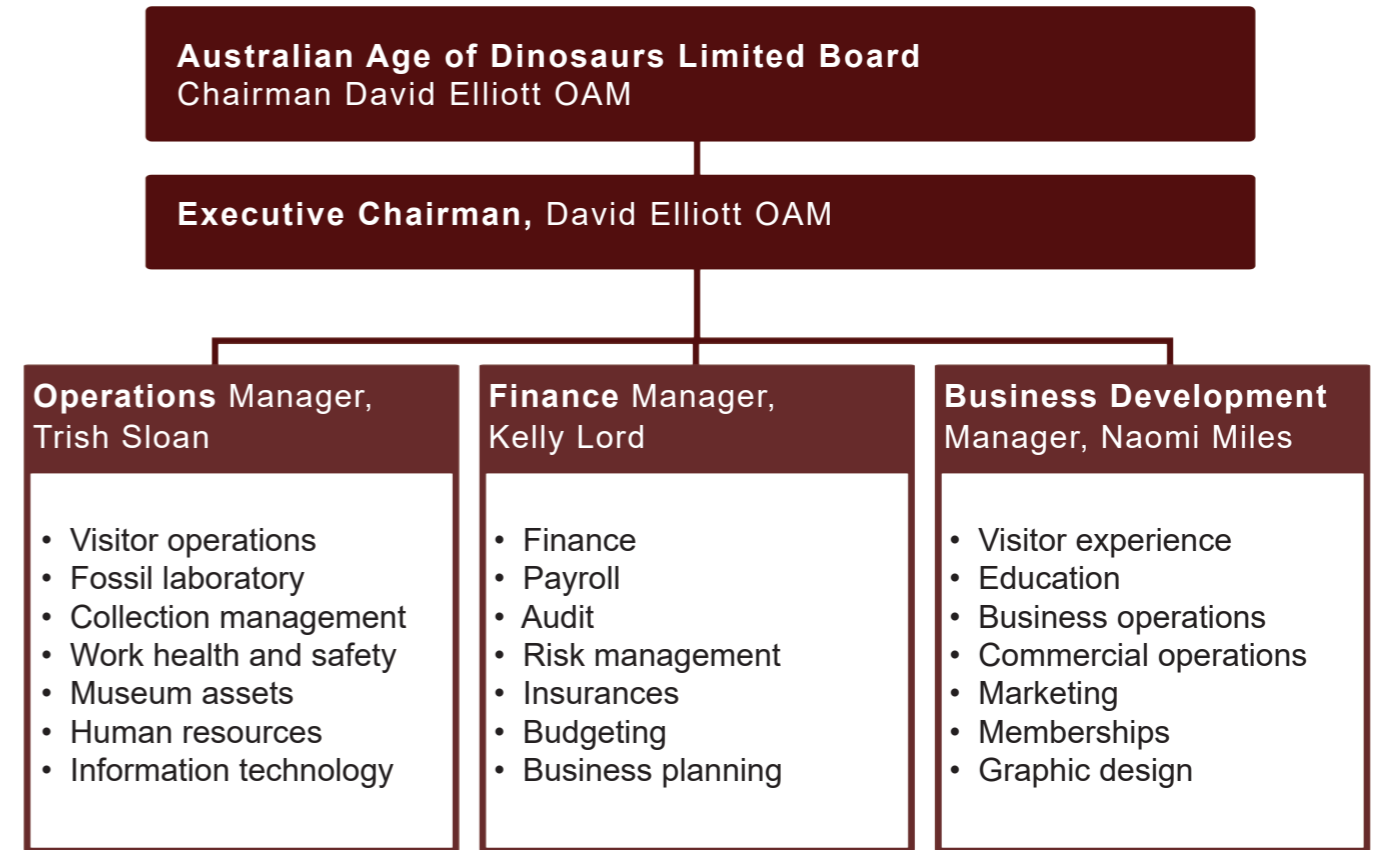 Australian Age of Dinosaurs Limited Board
Chairman David Elliott OAM
Executive Chairman, David Elliott OAM
Operations Manager,
Trish Sloan
• Visitor operations
• Fossil laboratory
• Collection management
• Work health and safety
• Museum assets
• Human resources
• Information technology
Finance Manager,
Kelly Lord
• Finance
• Payroll
• Audit
• Risk management
• Insurances
• Budgeting
• Business planning
Business Development
Manager, Naomi Miles
• Visitor experience
• Education
• Business operations
• Commercial operations
• Marketing
• Memberships
• Graphic design